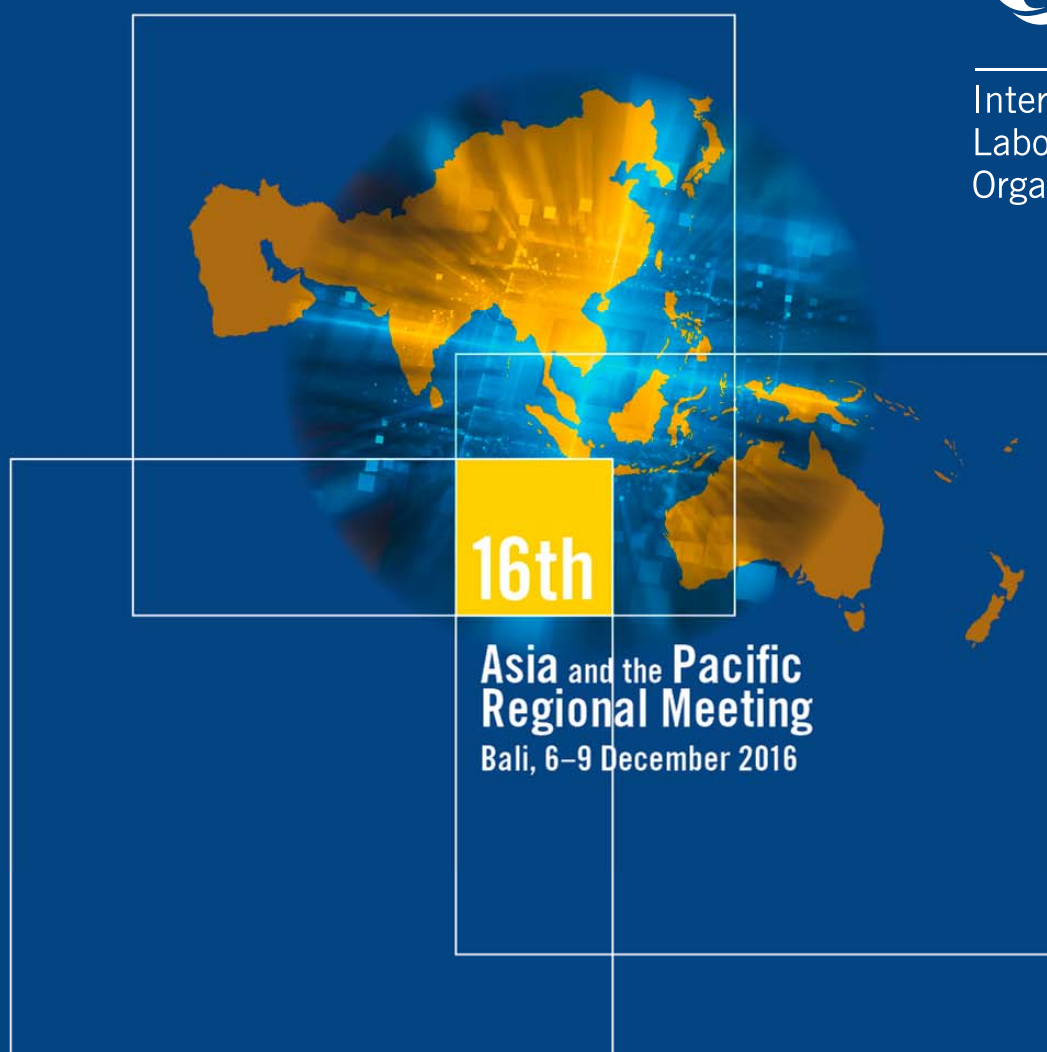 Inter
Labo
Orga
16th
Asia and the Pacific
Regional Meeting
Bali, 6–9 December 2016